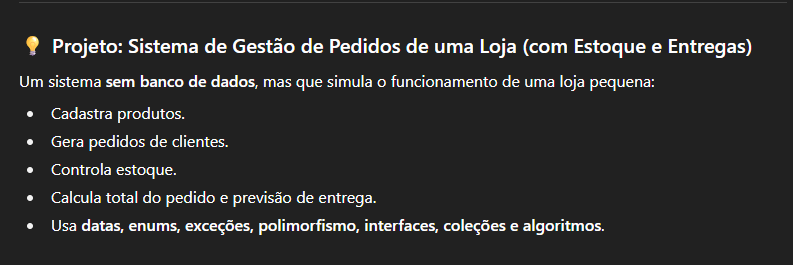 💡 Projeto: Sistema de Gestão de Pedidos de uma Loja (com Estoque e Entregas)
Um sistema sem banco de dados, mas que simula o funcionamento de uma loja pequena:
• Cadastra produtos.
• Gera pedidos de clientes.
• Controla estoque.
• Calcula total do pedido e previsão de entrega.
• Usa datas, enums, exceções, polimorfismo, interfaces, coleções e algoritmos.